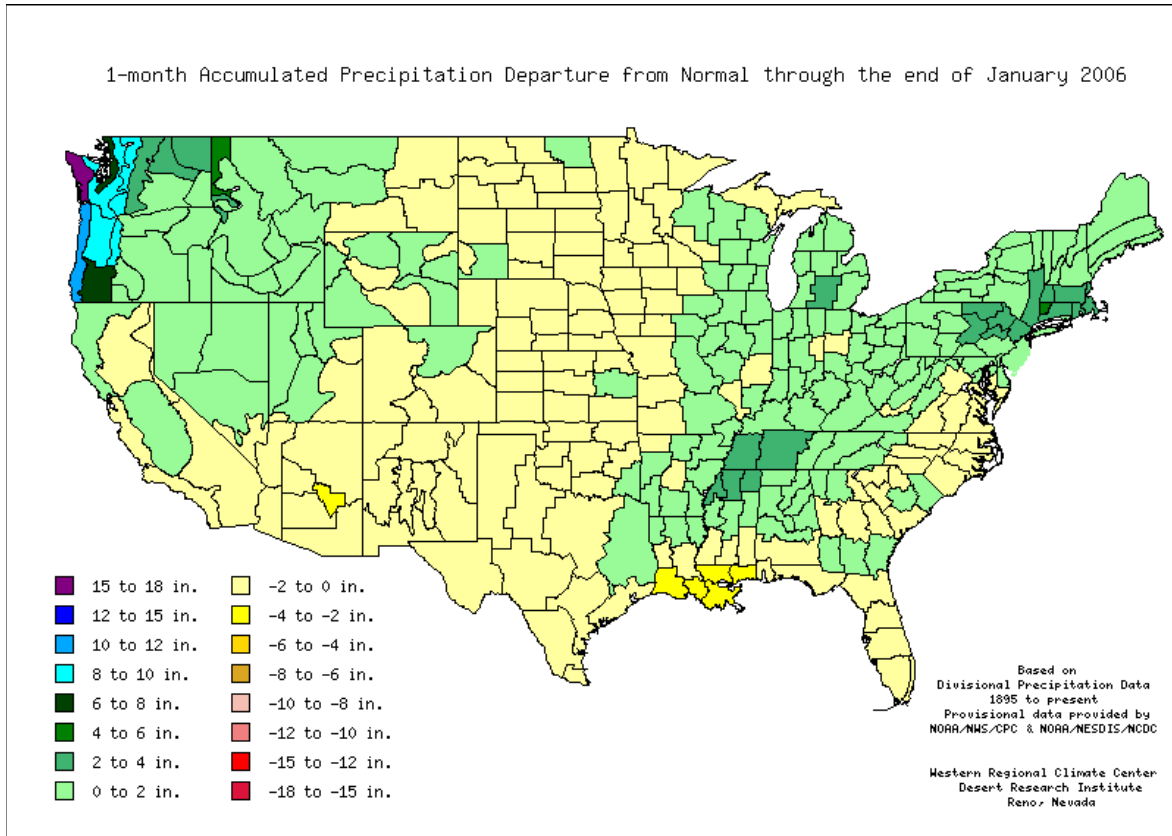 1-month Accumulated Precipitation Departure from Normal through the end of January 2006
15 to 18 in.
12 to 15 in.
10 to 12 in.
8 to 10 in.
6 to 8 in.
4 to 6 in.
2 to 4 in.
0 to 2 in.
-2 to 0 in.
-4 to -2 in.
-6 to -4 in.
-8 to -6 in.
-10 to -8 in.
-12 to -10 in.
-15 to -12 in.
-18 to -15 in.
Based on
Divisional Precipitation Data
1895 to present
Provisional data provided by
NOAA/NWS/CPC & NOAA/NESDIS/NCDC
Western Regional Climate Center
Desert Research Institute
Reno, Nevada